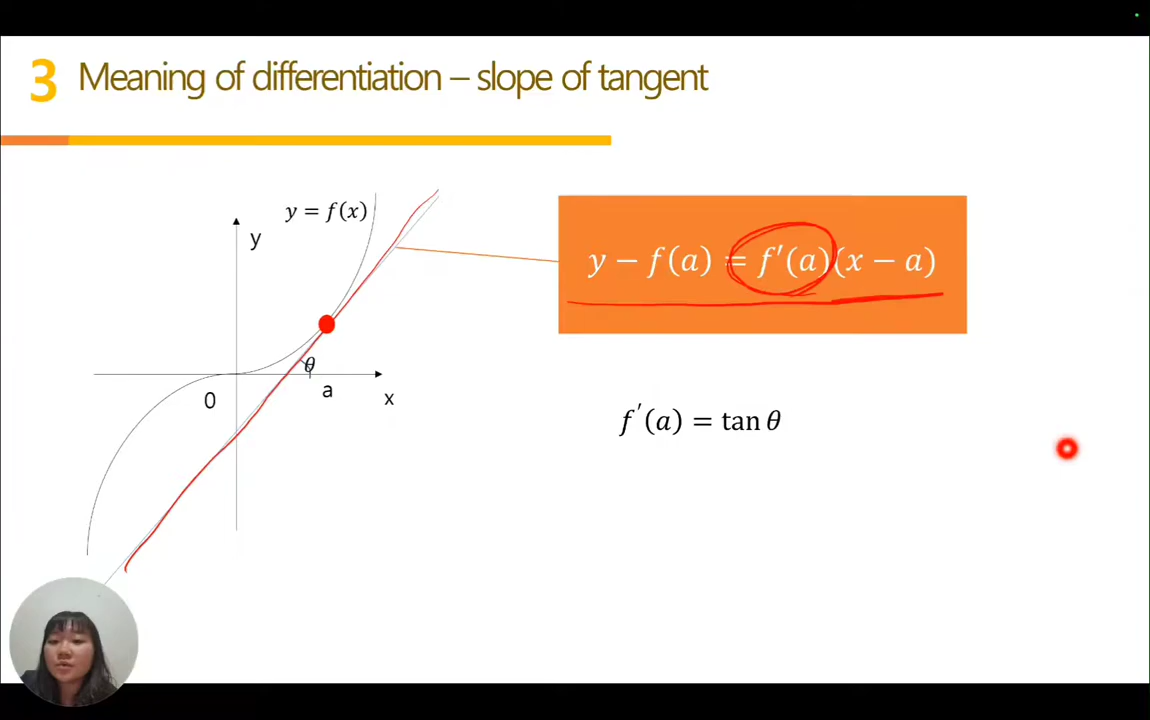 3 Meaning of differentiation – slope of tangent
y = f(x)
y
y − f(a) = f′(a)(x − a)
θ
0
a
x
f′(a) = tan θ